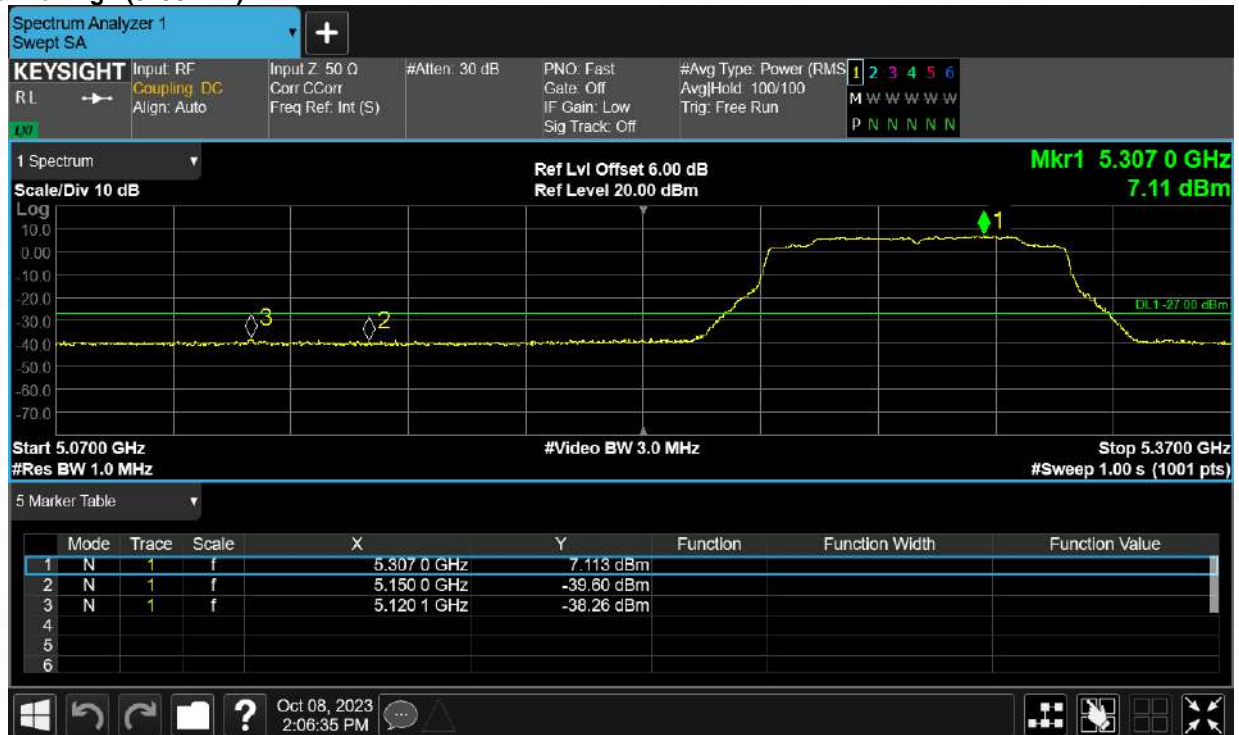 Spectrum Analyzer 1
Swept SA
KEYSIGHT Input: RF Input Z: 50 Ω #Atten: 30 dB PNO: Fast #Avg Type: Power (RMS 1 2 3 4 5 6
RL Coupling: DC Corr CCorr Gate: Off Avg|Hold: 100/100 M W W W W W
Align: Auto Freq Ref: Int (S) IF Gain: Low Trig: Free Run
LXI Sig Track: Off P N N N N N
1 Spectrum Ref Lvl Offset 6.00 dB Mkr1 5.307 0 GHz
Scale/Div 10 dB Ref Level 20.00 dBm 7.11 dBm
Log
1
10.0
0.00
-10.0
-20.0
DL1 -27.00 dBm
3 2
-30.0
-40.0
-50.0
-60.0
-70.0
Start 5.0700 GHz #Video BW 3.0 MHz Stop 5.3700 GHz
#Res BW 1.0 MHz #Sweep 1.00 s (1001 pts)
5 Marker Table
Mode Trace Scale X Y Function Function Width Function Value
1 N 1 f 5.307 0 GHz 7.113 dBm
2 N 1 f 5.150 0 GHz -39.60 dBm
3 N 1 f 5.120 1 GHz -38.26 dBm
4
5
6
? Oct 08, 2023
2:06:35 PM